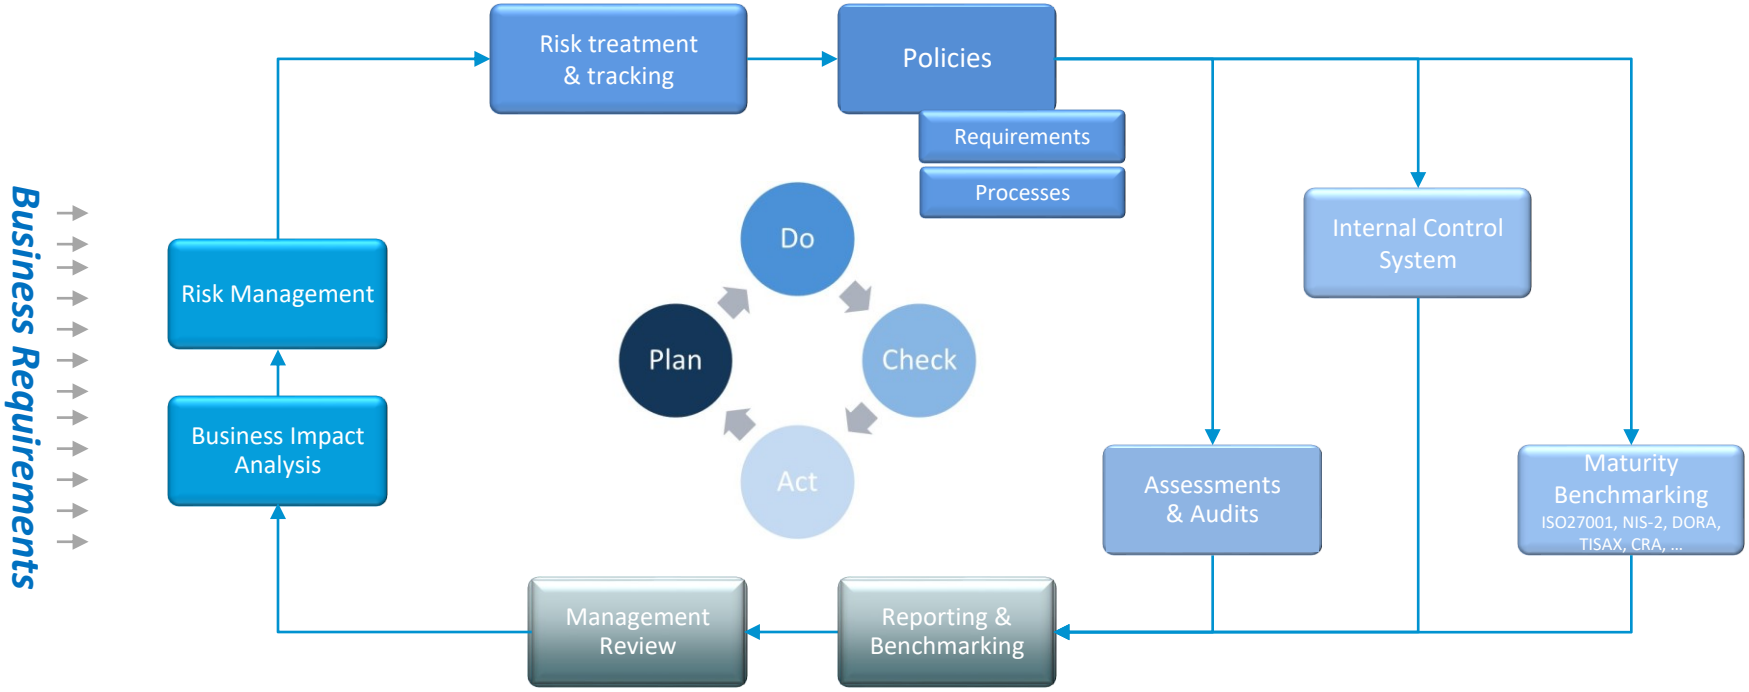 Risk treatment
& tracking
Policies
Requirements
Processes
Business Requirements
Do
Internal Control
System
Risk Management
Plan
Check
Business Impact
Analysis
Act
Assessments
& Audits
Maturity
Benchmarking
ISO27001, NIS-2, DORA,
TISAX, CRA, ...
Management
Review
Reporting &
Benchmarking